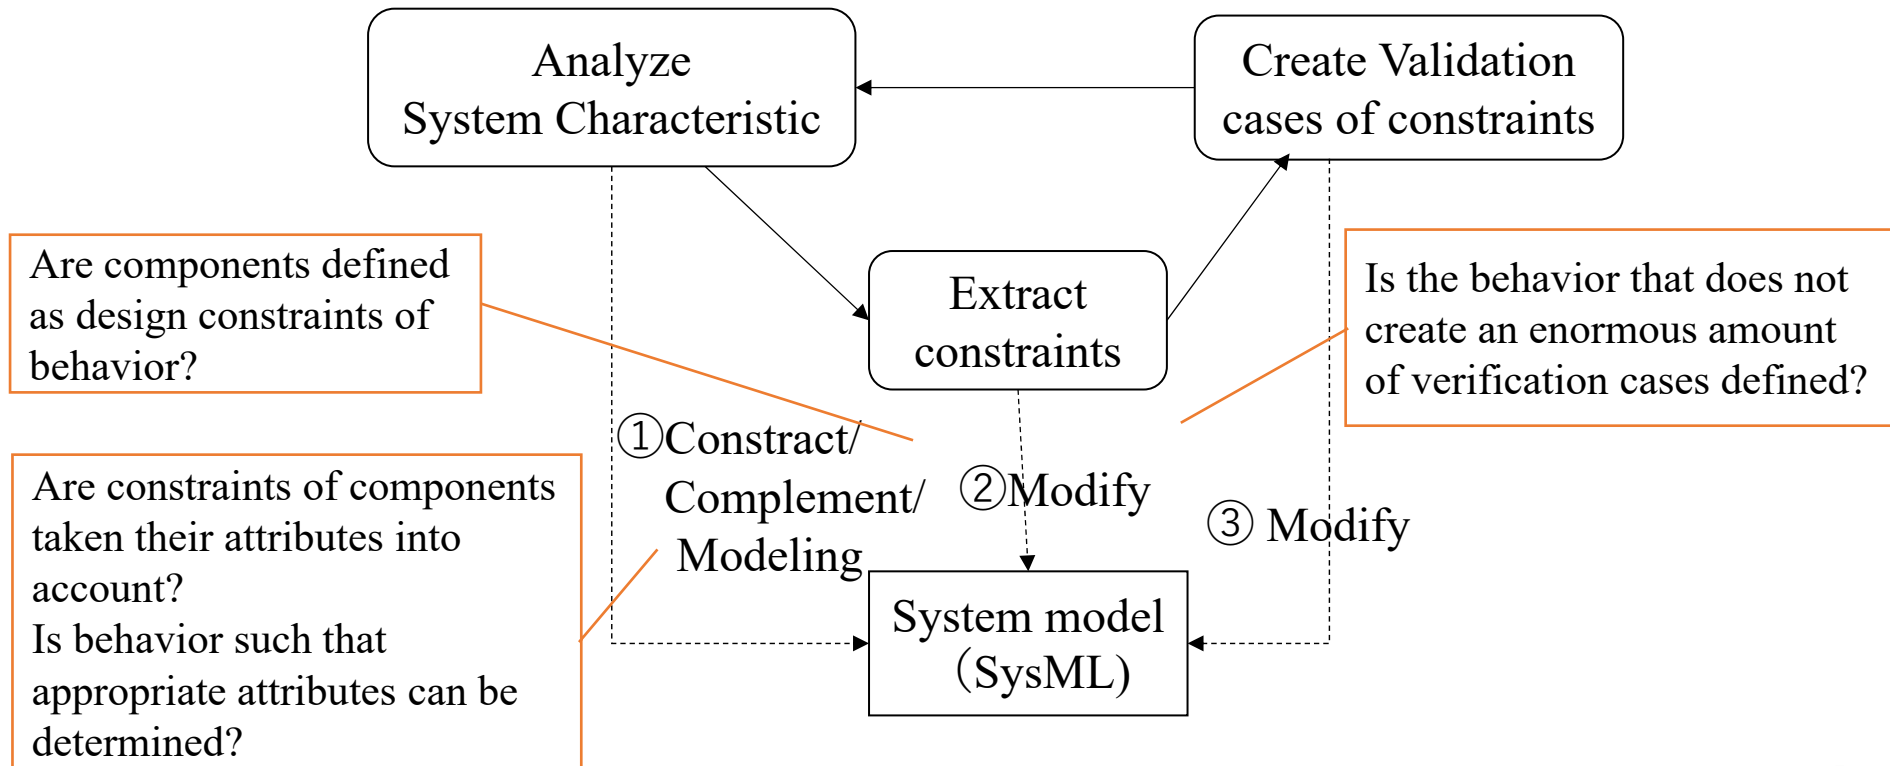 Analyze
System Characteristic
Create Validation
cases of constraints
Are components defined
as design constraints of
behavior?
Extract
constraints
Is the behavior that does not
create an enormous amount
of verification cases defined?
①Constract/
Complement/
Modeling
②Modify
③ Modify
Are constraints of components
taken their attributes into
account?
Is behavior such that
appropriate attributes can be
determined?
System model
（SysML)